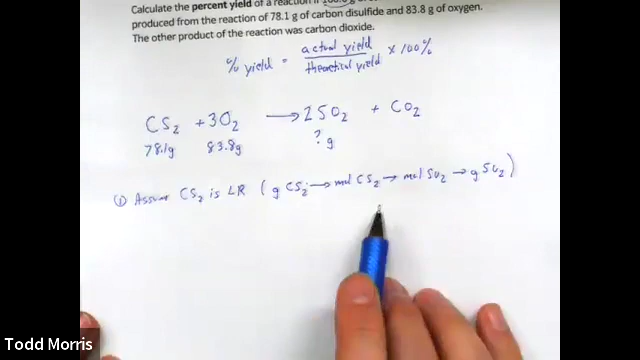 Calculate the percent yield of a reaction if
produced from the reaction of 78.1 g of carbon disulfide and 83.8 g of oxygen.
The other product of the reaction was carbon dioxide.
% yield = actual yield / theoretical yield × 100%
CS₂ + 3O₂ → 2SO₂ + CO₂
78.1g 83.8g ? g
① Assume CS₂ is LR (g CS₂ → mol CS₂ → mol SO₂ → g SO₂)
Todd Morris